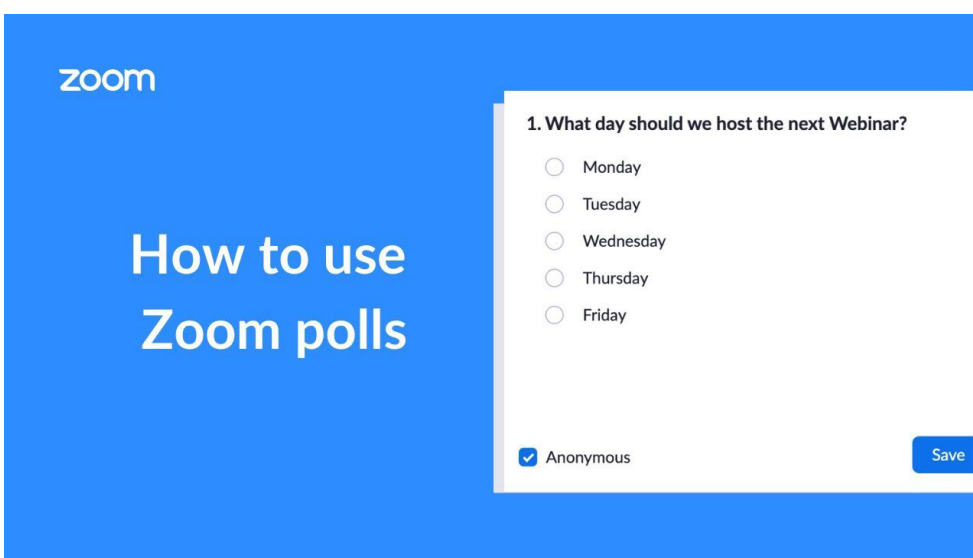 zoom
How to use
Zoom polls
1. What day should we host the next Webinar?
Monday
Tuesday
Wednesday
Thursday
Friday
Anonymous
Save